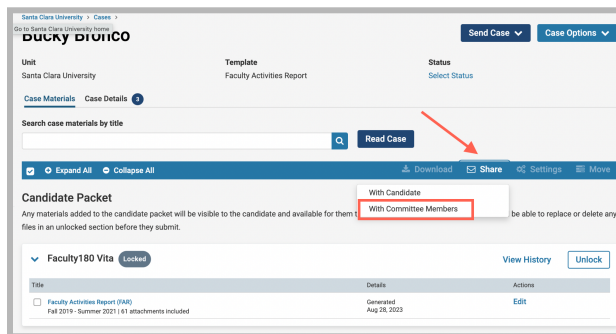 Santa Clara University > Cases >
Go to Santa Clara University home
Bucky Bronco
Send Case
Case Options
Unit
Template
Status
Santa Clara University
Faculty Activities Report
Select Status
Case Materials
Case Details 3
Search case materials by title
Read Case
Expand All
Collapse All
Download
Share
Settings
Move
With Candidate
With Committee Members
Candidate Packet
Any materials added to the candidate packet will be visible to the candidate and available for them t
be able to replace or delete any
files in an unlocked section before they submit.
Faculty180 Vita Locked
View History
Unlock
Title
Details
Actions
Faculty Activities Report (FAR)
Generated
Edit
Fall 2019 - Summer 2021 | 61 attachments included
Aug 28, 2023